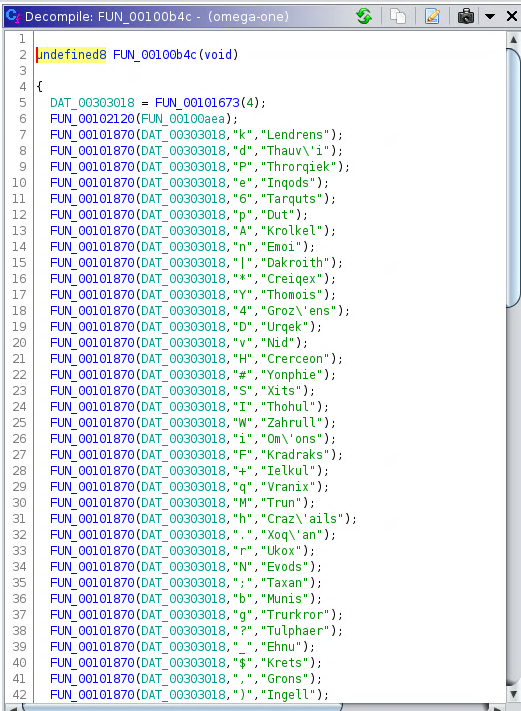 Decompile: FUN_00100b4c - (omega-one)
1
2 undefined8 FUN_00100b4c(void)
3
4 {
5 DAT_00303018 = FUN_00101673(4);
6 FUN_00102120(FUN_00100aea);
7 FUN_00101870(DAT_00303018,"k","Lendrens");
8 FUN_00101870(DAT_00303018,"d","Thauv\'i");
9 FUN_00101870(DAT_00303018,"P","Throrqiek");
10 FUN_00101870(DAT_00303018,"e","Inqods");
11 FUN_00101870(DAT_00303018,"6","Tarquts");
12 FUN_00101870(DAT_00303018,"p","Dut");
13 FUN_00101870(DAT_00303018,"A","Krolkel");
14 FUN_00101870(DAT_00303018,"n","Emoi");
15 FUN_00101870(DAT_00303018,"|","Dakroith");
16 FUN_00101870(DAT_00303018,"*","Creiqex");
17 FUN_00101870(DAT_00303018,"Y","Thomois");
18 FUN_00101870(DAT_00303018,"4","Groz\'ens");
19 FUN_00101870(DAT_00303018,"D","Urqek");
20 FUN_00101870(DAT_00303018,"v","Nid");
21 FUN_00101870(DAT_00303018,"H","Crerceon");
22 FUN_00101870(DAT_00303018,"#","Yonphie");
23 FUN_00101870(DAT_00303018,"S","Xits");
24 FUN_00101870(DAT_00303018,"I","Thohul");
25 FUN_00101870(DAT_00303018,"W","Zahrull");
26 FUN_00101870(DAT_00303018,"i","Om\'ons");
27 FUN_00101870(DAT_00303018,"F","Kradraks");
28 FUN_00101870(DAT_00303018,"+","Ielkul");
29 FUN_00101870(DAT_00303018,"q","Vranix");
30 FUN_00101870(DAT_00303018,"M","Trun");
31 FUN_00101870(DAT_00303018,"h","Craz\'ails");
32 FUN_00101870(DAT_00303018,".","Xoq\'an");
33 FUN_00101870(DAT_00303018,"r","Ukox");
34 FUN_00101870(DAT_00303018,"N","Evods");
35 FUN_00101870(DAT_00303018,";","Taxan");
36 FUN_00101870(DAT_00303018,"b","Munis");
37 FUN_00101870(DAT_00303018,"g","Trurkror");
38 FUN_00101870(DAT_00303018,"?","Tulphaer");
39 FUN_00101870(DAT_00303018,"_","Ehnu");
40 FUN_00101870(DAT_00303018,"$","Krets");
41 FUN_00101870(DAT_00303018,",","Grons");
42 FUN_00101870(DAT_00303018,")","Ingell");